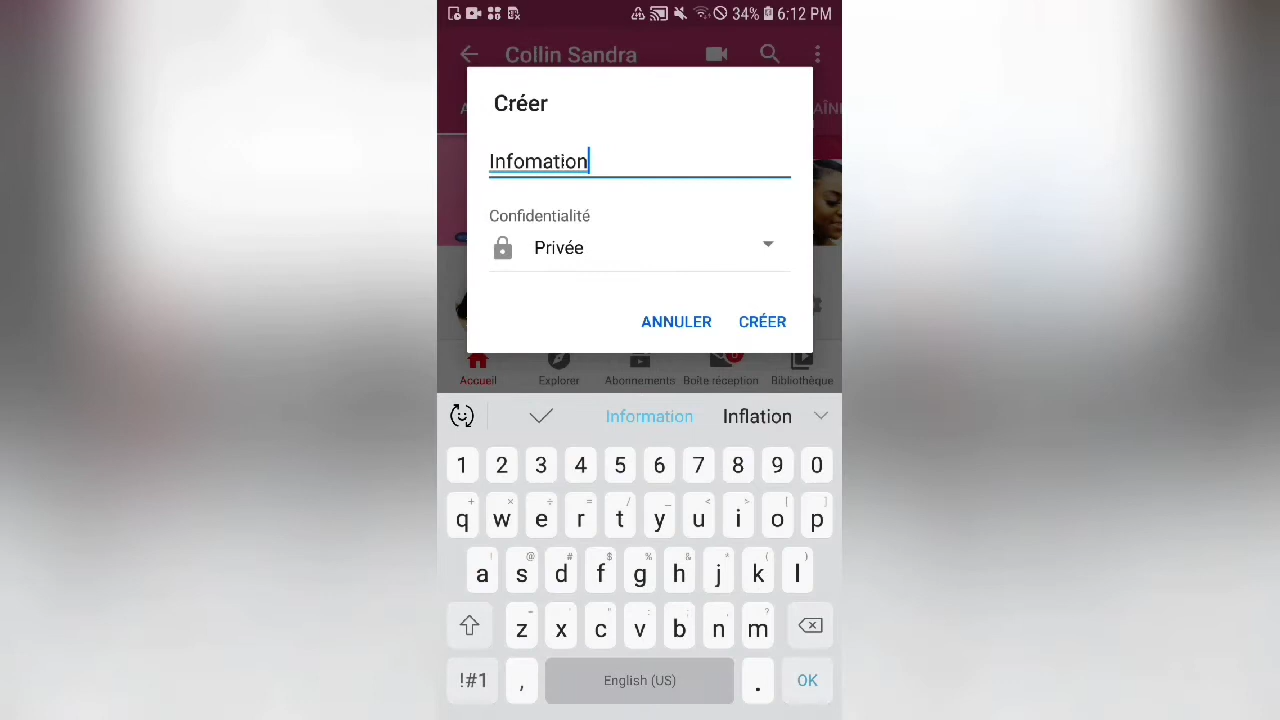 34% 6:12 PM
Collin Sandra
Créer
Infomation
Confidentialité
Privée
ANNULER CRÉER
Accueil Explorer Abonnements Boîte réception Bibliothèque
Information Inflation
1 2 3 4 5 6 7 8 9 0
q w e r t y u i o p
a s d f g h j k l
z x c v b n m
!#1 , English (US) . OK